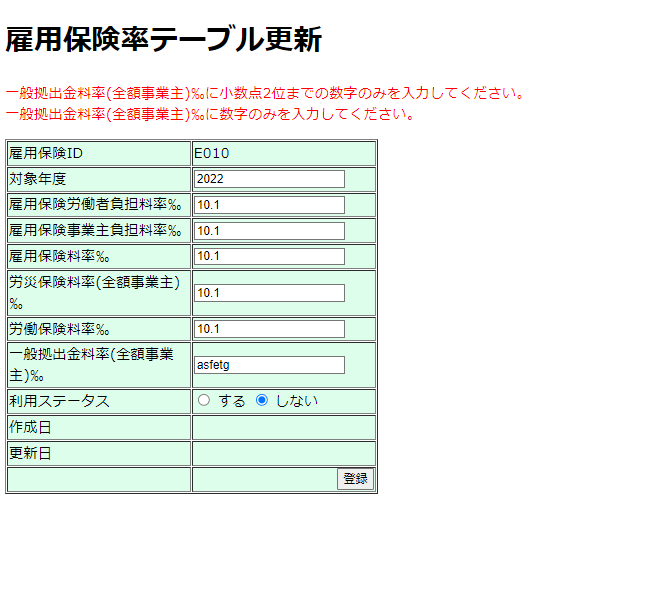 雇用保険率テーブル更新
一般拠出金料率(全額事業主)‰に小数点2位までの数字のみを入力してください。
一般拠出金料率(全額事業主)‰に数字のみを入力してください。
雇用保険ID E010
対象年度 2022
雇用保険労働者負担料率‰ 10.1
雇用保険事業主負担料率‰ 10.1
雇用保険料率‰ 10.1
労災保険料率(全額事業主)
‰ 10.1
労働保険料率‰ 10.1
一般拠出金料率(全額事業
主)‰ asfetg
利用ステータス する しない
作成日
更新日
登録